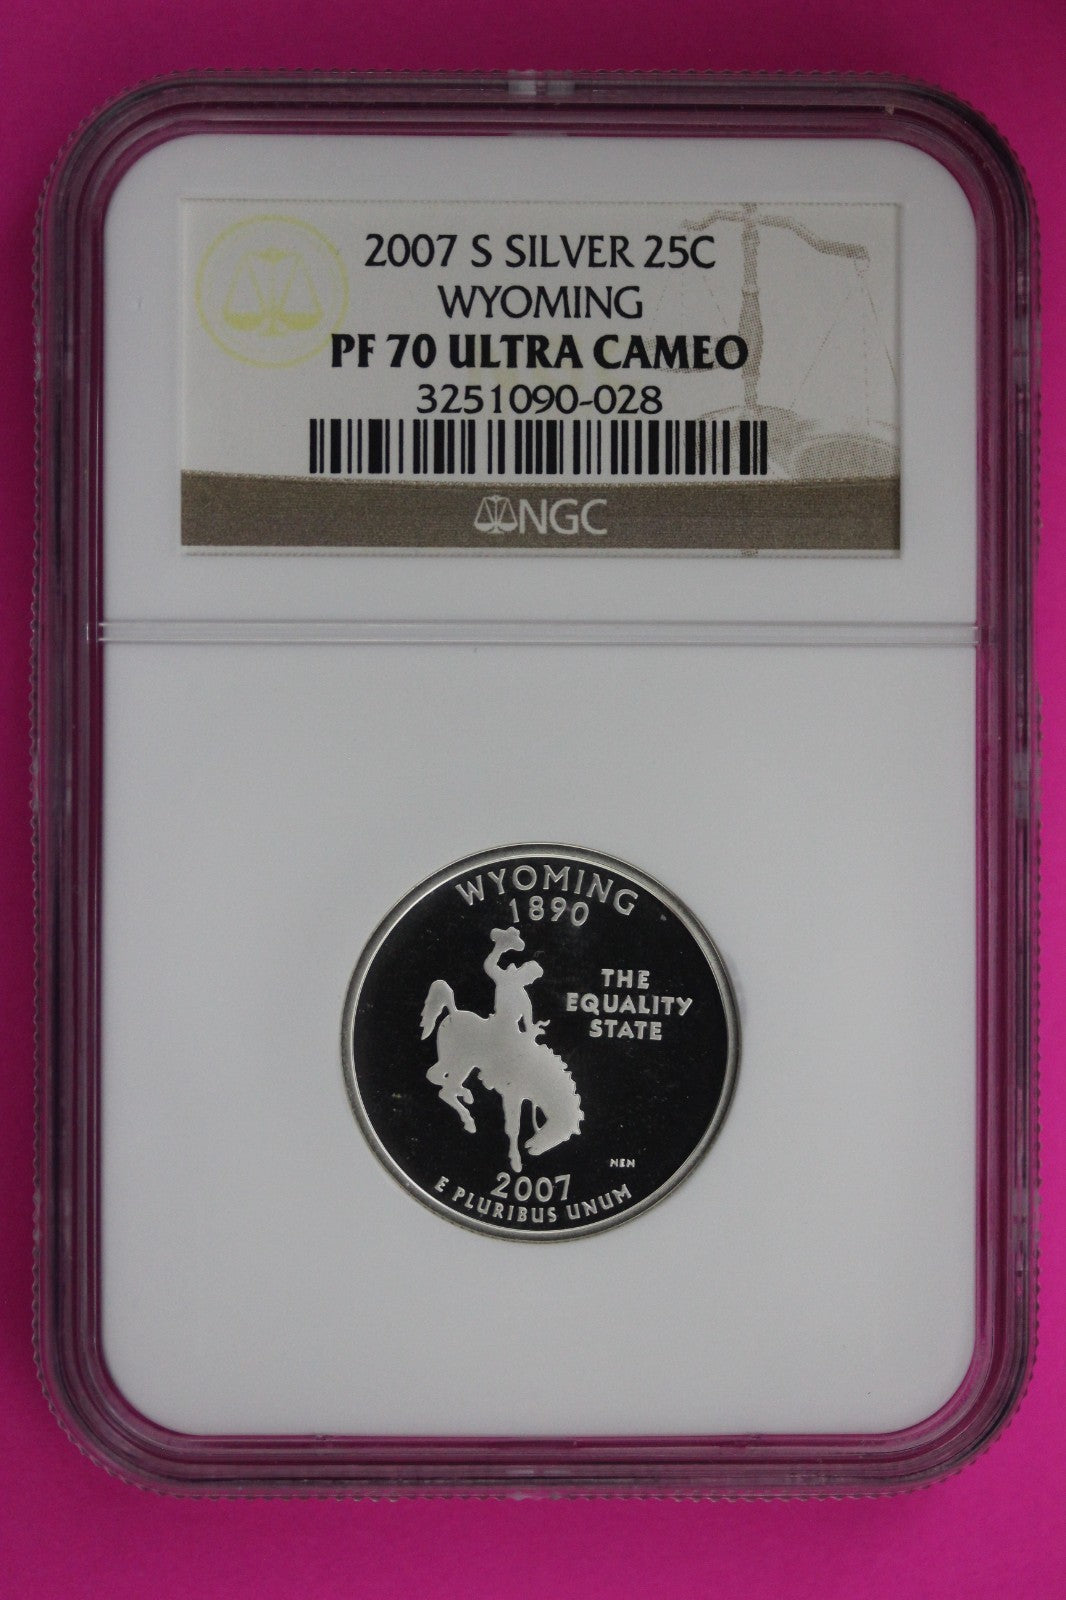 2007 S SILVER 25C
WYOMING
PF 70 ULTRA CAMEO
3251090-028
NGC
WYOMING
1890
THE
EQUALITY
STATE
NEN
2007
E PLURIBUS UNUM